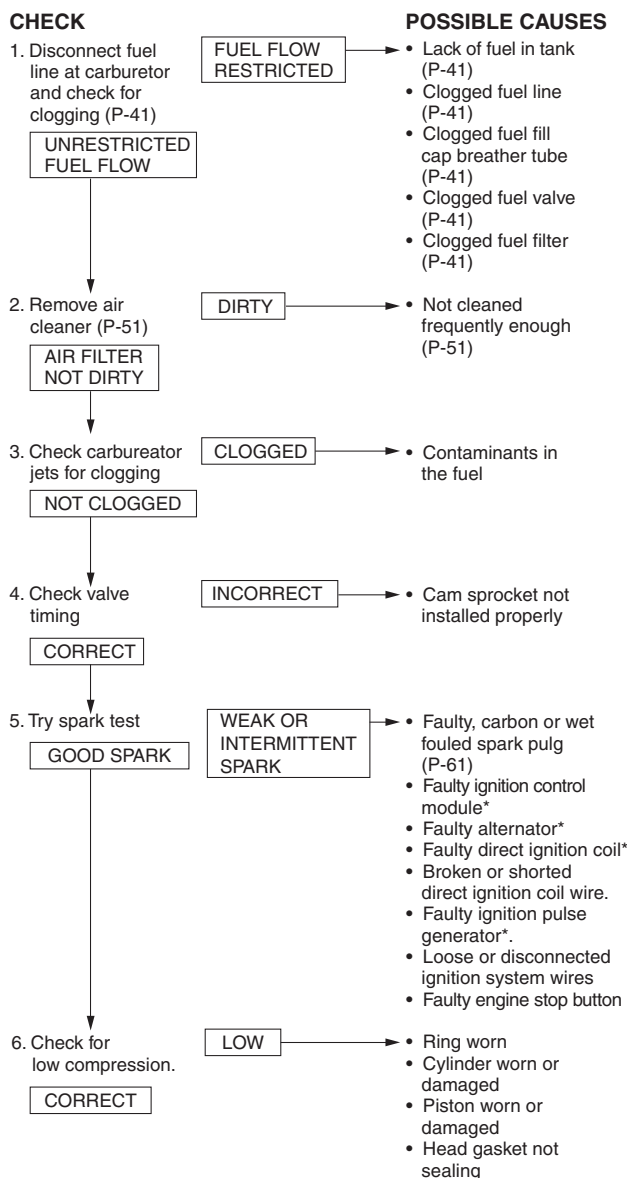 CHECK
POSSIBLE CAUSES
1. Disconnect fuel
line at carburetor
and check for
clogging (P-41)
UNRESTRICTED
FUEL FLOW
FUEL FLOW
RESTRICTED
• Lack of fuel in tank
(P-41)
• Clogged fuel line
(P-41)
• Clogged fuel fill
cap breather tube
(P-41)
• Clogged fuel valve
(P-41)
• Clogged fuel filter
(P-41)
2. Remove air
cleaner (P-51)
AIR FILTER
NOT DIRTY
DIRTY
• Not cleaned
frequently enough
(P-51)
3. Check carbureator
jets for clogging
NOT CLOGGED
CLOGGED
• Contaminants in
the fuel
4. Check valve
timing
CORRECT
INCORRECT
• Cam sprocket not
installed properly
5. Try spark test
GOOD SPARK
WEAK OR
INTERMITTENT
SPARK
• Faulty, carbon or wet
fouled spark pulg
(P-61)
• Faulty ignition control
module*
• Faulty alternator*
• Faulty direct ignition coil*
• Broken or shorted
direct ignition coil wire.
• Faulty ignition pulse
generator*.
• Loose or disconnected
ignition system wires
• Faulty engine stop button
6. Check for
low compression.
CORRECT
LOW
• Ring worn
• Cylinder worn or
damaged
• Piston worn or
damaged
• Head gasket not
sealing